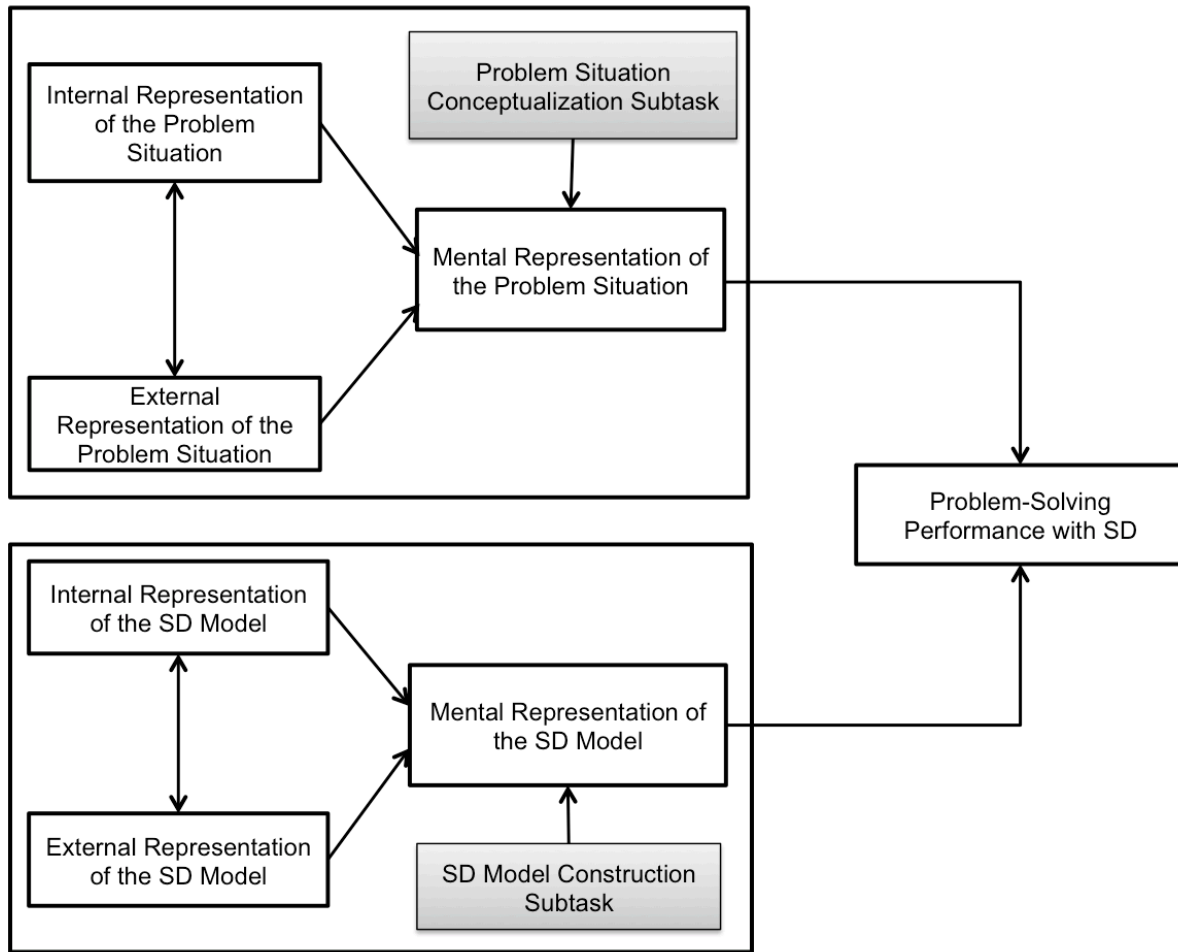 Problem Situation
Conceptualization Subtask
Internal Representation
of the Problem
Situation
Mental Representation of
the Problem Situation
External
Representation of the
Problem Situation
Problem-Solving
Performance with SD
Internal Representation
of the SD Model
Mental Representation of
the SD Model
External Representation
of the SD Model
SD Model Construction
Subtask